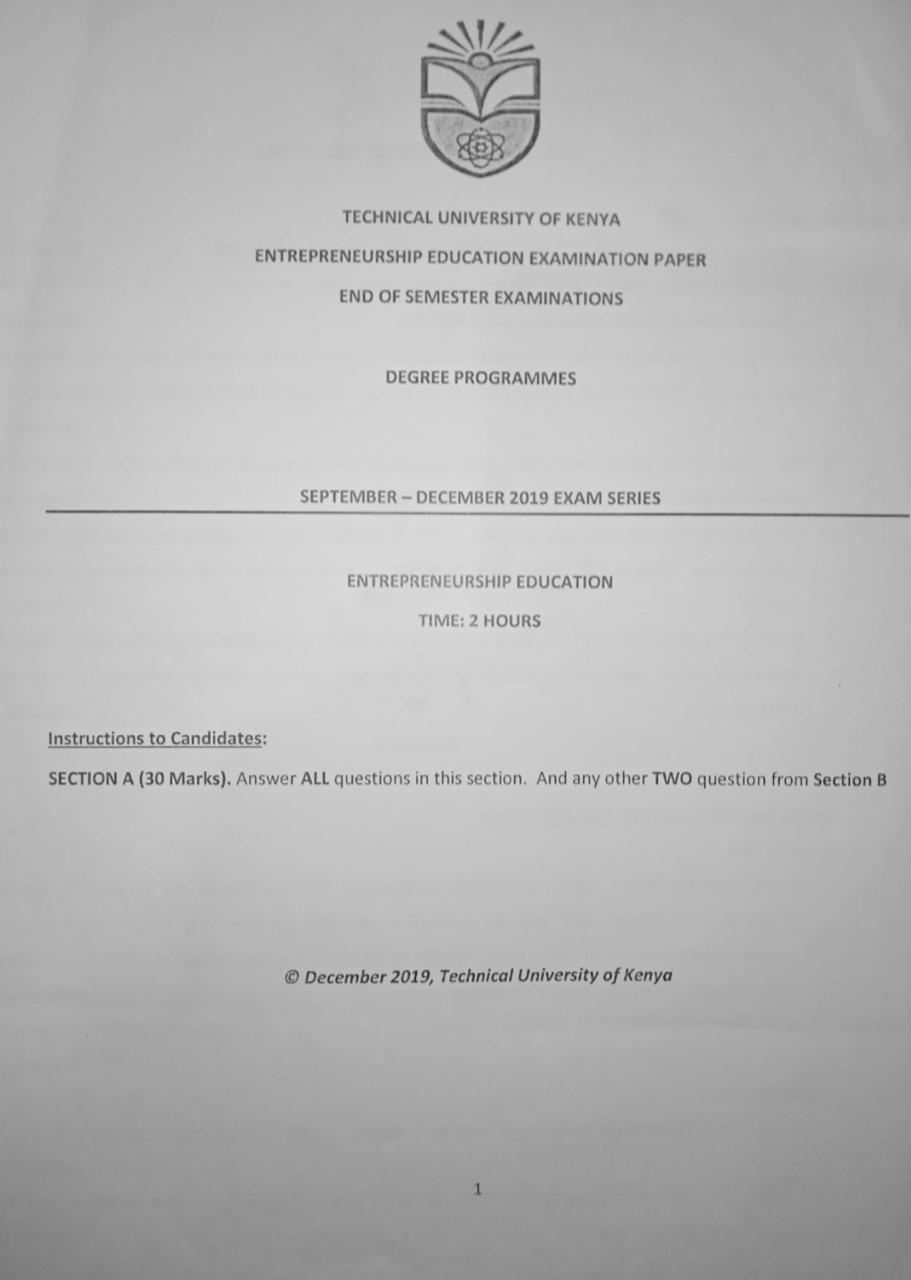 TECHNICAL UNIVERSITY OF KENYA
ENTREPRENEURSHIP EDUCATION EXAMINATION PAPER
END OF SEMESTER EXAMINATIONS
DEGREE PROGRAMMES
SEPTEMBER – DECEMBER 2019 EXAM SERIES
ENTREPRENEURSHIP EDUCATION
TIME: 2 HOURS
Instructions to Candidates:
SECTION A (30 Marks). Answer ALL questions in this section. And any other TWO question from Section B
© December 2019, Technical University of Kenya
1